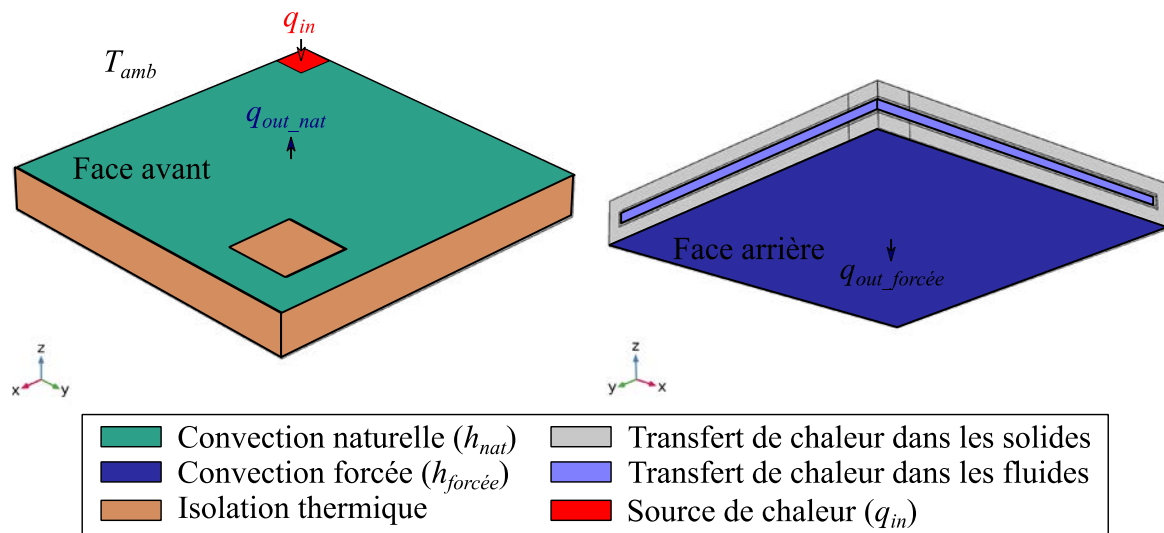 q_in
T_amb
q_out_nat
Face avant
Face arrière
q_out_forcée
z
x
y
z
y
x
Convection naturelle (h_nat)
Transfert de chaleur dans les solides
Convection forcée (h_forcée)
Transfert de chaleur dans les fluides
Isolation thermique
Source de chaleur (q_in)